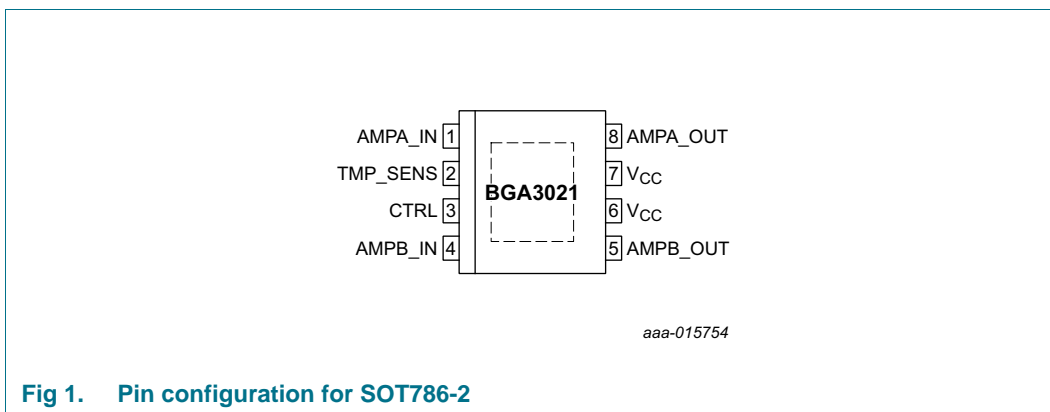 AMPA_IN 1
TMP_SENS 2
CTRL 3
AMPB_IN 4
BGA3021
8 AMPA_OUT
7 VCC
6 VCC
5 AMPB_OUT
aaa-015754
Fig 1. Pin configuration for SOT786-2